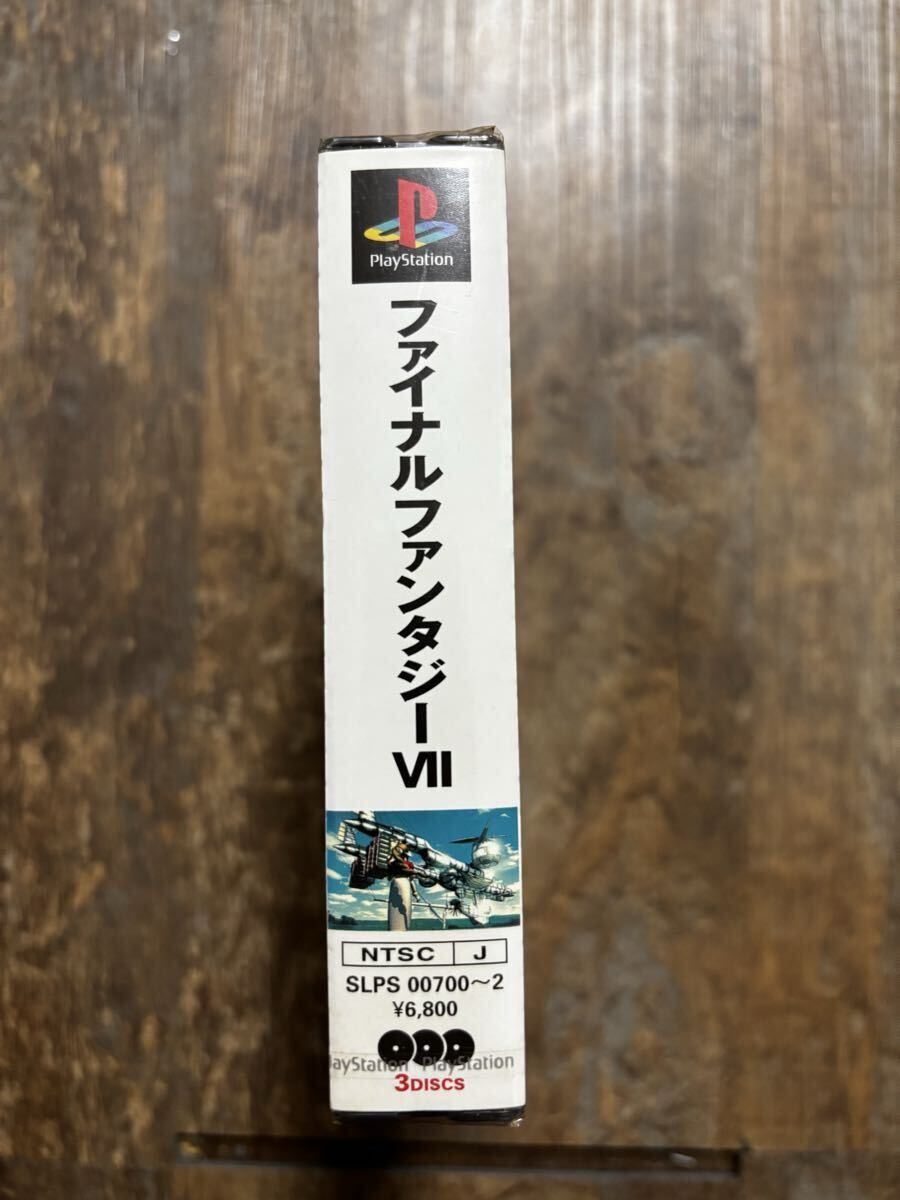 PlayStation
ファイナルファンタジーVII
NTSC J
SLPS 00700～2
¥6,800
PlayStation PlayStation
3DISCS